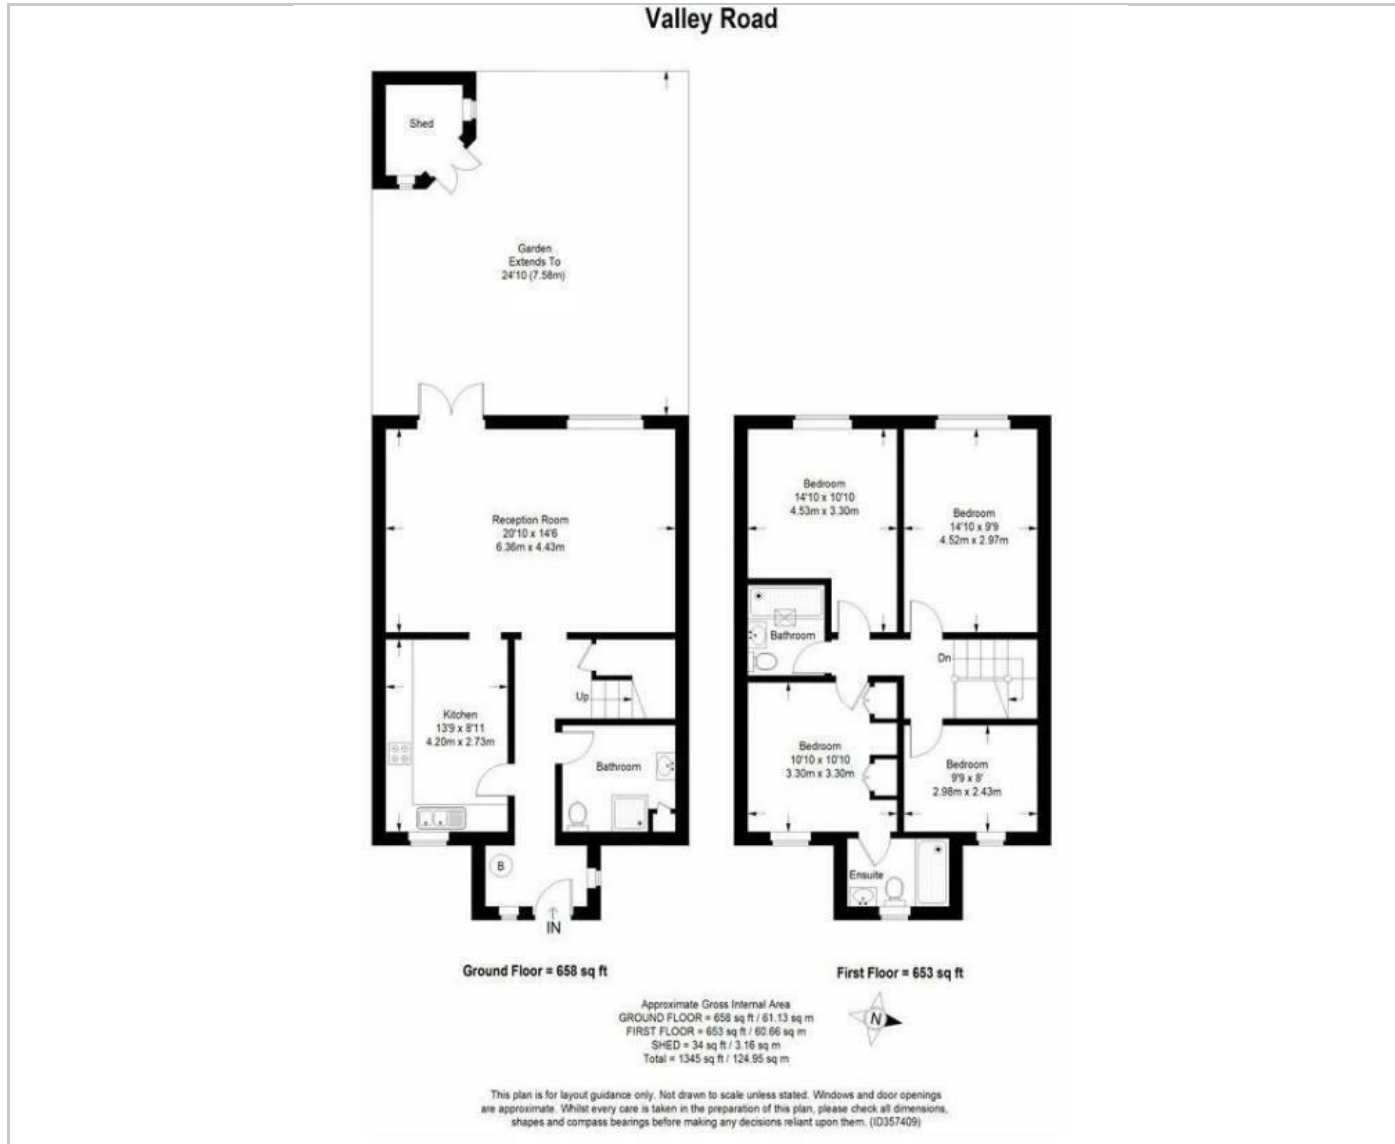 Valley Road
Shed
Garden
Extends To
24'10 (7.58m)
Reception Room
20'10 x 14'6
6.36m x 4.43m
Kitchen
13'9 x 8'11
4.20m x 2.73m
Up
Bathroom
B
IN
Ground Floor = 658 sq ft
Bedroom
14'10 x 10'10
4.53m x 3.30m
Bedroom
14'10 x 9'9
4.52m x 2.97m
Bathroom
Dn
Bedroom
10'10 x 10'10
3.30m x 3.30m
Bedroom
9'9 x 8'
2.98m x 2.43m
Ensuite
First Floor = 653 sq ft
Approximate Gross Internal Area
GROUND FLOOR = 658 sq ft / 61.13 sq m
FIRST FLOOR = 653 sq ft / 60.66 sq m
SHED = 34 sq ft / 3.16 sq m
Total = 1345 sq ft / 124.95 sq m
N
This plan is for layout guidance only. Not drawn to scale unless stated. Windows and door openings
are approximate. Whilst every care is taken in the preparation of this plan, please check all dimensions,
shapes and compass bearings before making any decisions reliant upon them. (ID357409)